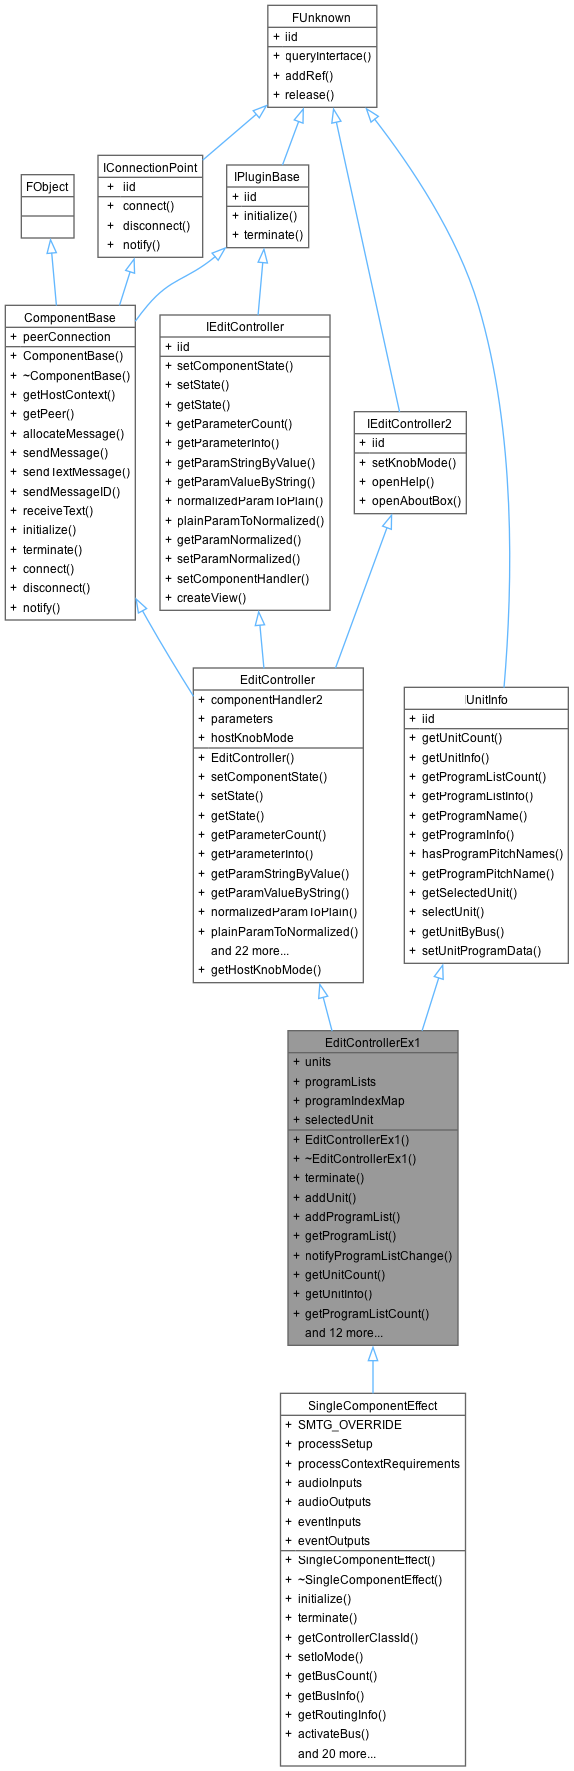 FUnknown
+ iid
+ queryInterface()
+ addRef()
+ release()
FObject
IConnectionPoint
+ iid
+ connect()
+ disconnect()
+ notify()
IPluginBase
+ iid
+ initialize()
+ terminate()
ComponentBase
+ peerConnection
+ ComponentBase()
+ ~ComponentBase()
+ getHostContext()
+ getPeer()
+ allocateMessage()
+ sendMessage()
+ sendTextMessage()
+ sendMessageID()
+ receiveText()
+ initialize()
+ terminate()
+ connect()
+ disconnect()
+ notify()
IEditController
+ iid
+ setComponentState()
+ setState()
+ getState()
+ getParameterCount()
+ getParameterInfo()
+ getParamStringByValue()
+ getParamValueByString()
+ normalizedParamToPlain()
+ plainParamToNormalized()
+ getParamNormalized()
+ setParamNormalized()
+ setComponentHandler()
+ createView()
IEditController2
+ iid
+ setKnobMode()
+ openHelp()
+ openAboutBox()
EditController
+ componentHandler2
+ parameters
+ hostKnobMode
+ EditController()
+ setComponentState()
+ setState()
+ getState()
+ getParameterCount()
+ getParameterInfo()
+ getParamStringByValue()
+ getParamValueByString()
+ normalizedParamToPlain()
+ plainParamToNormalized()
and 22 more...
+ getHostKnobMode()
IUnitInfo
+ iid
+ getUnitCount()
+ getUnitInfo()
+ getProgramListCount()
+ getProgramListInfo()
+ getProgramName()
+ getProgramInfo()
+ hasProgramPitchNames()
+ getProgramPitchName()
+ getSelectedUnit()
+ selectUnit()
+ getUnitByBus()
+ setUnitProgramData()
EditControllerEx1
+ units
+ programLists
+ programIndexMap
+ selectedUnit
+ EditControllerEx1()
+ ~EditControllerEx1()
+ terminate()
+ addUnit()
+ addProgramList()
+ getProgramList()
+ notifyProgramListChange()
+ getUnitCount()
+ getUnitInfo()
+ getProgramListCount()
and 12 more...
SingleComponentEffect
+ SMTG_OVERRIDE
+ processSetup
+ processContextRequirements
+ audioInputs
+ audioOutputs
+ eventInputs
+ eventOutputs
+ SingleComponentEffect()
+ ~SingleComponentEffect()
+ initialize()
+ terminate()
+ getControllerClassId()
+ setIoMode()
+ getBusCount()
+ getBusInfo()
+ getRoutingInfo()
+ activateBus()
and 20 more...